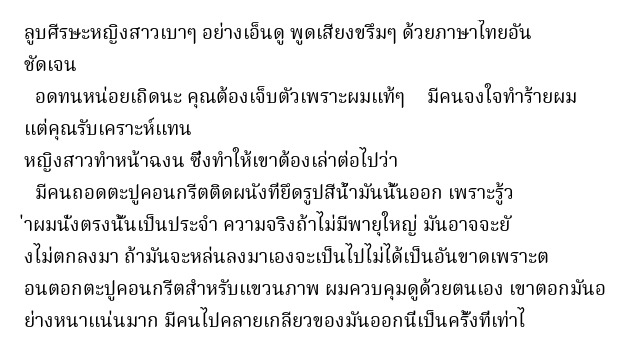 ลูบศีรษะหญิงสาวเบาๆ อย่างเอ็นดู พูดเสียงขรึมๆ ด้วยภาษาไทยอัน
ชัดเจน
อดทนหน่อยเถิดนะ คุณต้องเจ็บตัวเพราะผมแท้ๆ มีคนจงใจทำร้ายผม
แต่คุณรับเคราะห์แทน
หญิงสาวทำหน้าฉงน ซึ่งทำให้เขาต้องเล่าต่อไปว่า
มีคนถอดตะปูคอนกรีตติดผนังที่ยึดรูปสีน้ำมันนั้นออก เพราะรู้ว
่าผมนั่งตรงนั้นเป็นประจำ ความจริงถ้าไม่มีพายุใหญ่ มันอาจจะยั
งไม่ตกลงมา ถ้ามันจะหล่นลงมาเองจะเป็นไปไม่ได้เป็นอันขาดเพราะต
อนตอกตะปูคอนกรีตสำหรับแขวนภาพ ผมควบคุมดูด้วยตนเอง เขาตอกมันอ
ย่างหนาแน่นมาก มีคนไปคลายเกลียวของมันออกนี่เป็นครั้งที่เท่าไ